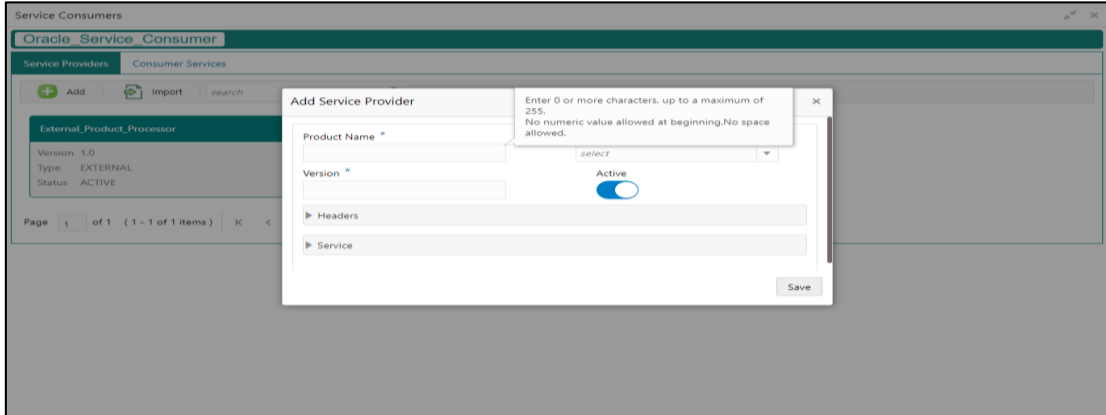 Service Consumers
Oracle_Service_Consumer
Service Providers Consumer Services
Add Import search
External_Product_Processor
Version 1.0
Type EXTERNAL
Status ACTIVE
Page 1 of 1 (1 - 1 of 1 items) K <
Add Service Provider
Enter 0 or more characters, up to a maximum of
255.
No numeric value allowed at beginning.No space
allowed.
Product Name *
select
Version * Active
Headers
Service
Save